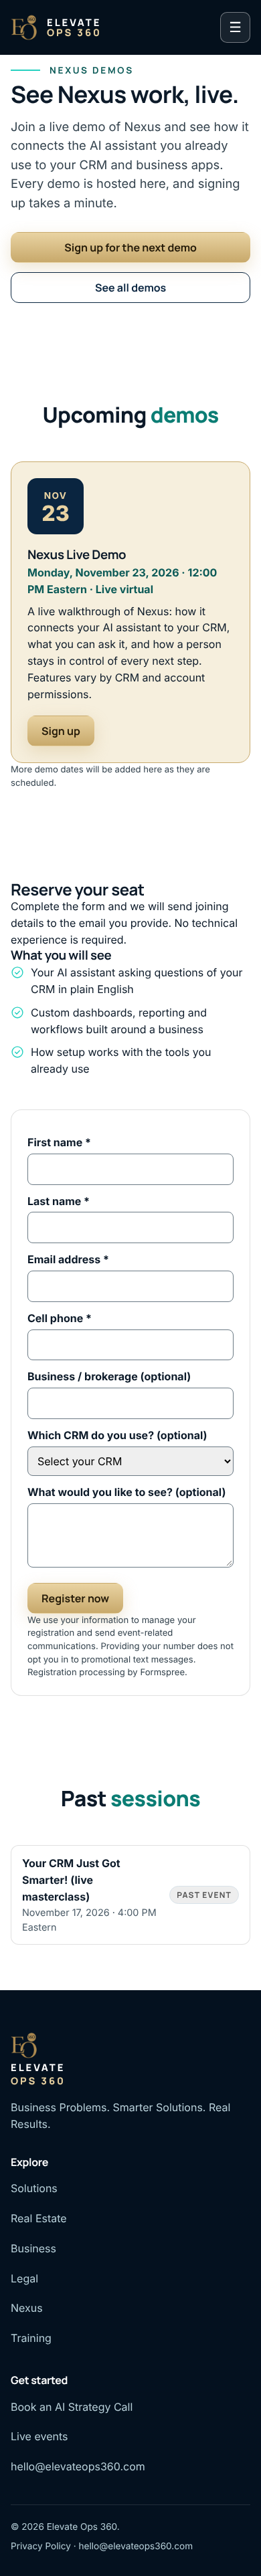 ELEVATE
OPS 360
☰
NEXUS DEMOS
See Nexus work, live.
Join a live demo of Nexus and see how it
connects the AI assistant you already
use to your CRM and business apps.
Every demo is hosted here, and signing
up takes a minute.
Sign up for the next demo
See all demos
Upcoming demos
NOV
23
Nexus Live Demo
Monday, November 23, 2026 · 12:00
PM Eastern · Live virtual
A live walkthrough of Nexus: how it
connects your AI assistant to your CRM,
what you can ask it, and how a person
stays in control of every next step.
Features vary by CRM and account
permissions.
Sign up
More demo dates will be added here as they are
scheduled.
Reserve your seat
Complete the form and we will send joining
details to the email you provide. No technical
experience is required.
What you will see
Your AI assistant asking questions of your
CRM in plain English
Custom dashboards, reporting and
workflows built around a business
How setup works with the tools you
already use
First name *
Last name *
Email address *
Cell phone *
Business / brokerage (optional)
Which CRM do you use? (optional)
Select your CRM
What would you like to see? (optional)
Register now
We use your information to manage your
registration and send event-related
communications. Providing your number does not
opt you in to promotional text messages.
Registration processing by Formspree.
Past sessions
Your CRM Just Got
Smarter! (live
masterclass)
November 17, 2026 · 4:00 PM
Eastern
PAST EVENT
ELEVATE
OPS 360
Business Problems. Smarter Solutions. Real
Results.
Explore
Solutions
Real Estate
Business
Legal
Nexus
Training
Get started
Book an AI Strategy Call
Live events
hello@elevateops360.com
© 2026 Elevate Ops 360.
Privacy Policy · hello@elevateops360.com